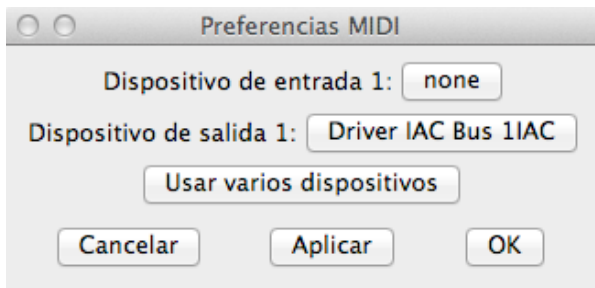 Preferencias MIDI
Dispositivo de entrada 1: none
Dispositivo de salida 1: Driver IAC Bus 1IAC
Usar varios dispositivos
Cancelar Aplicar OK